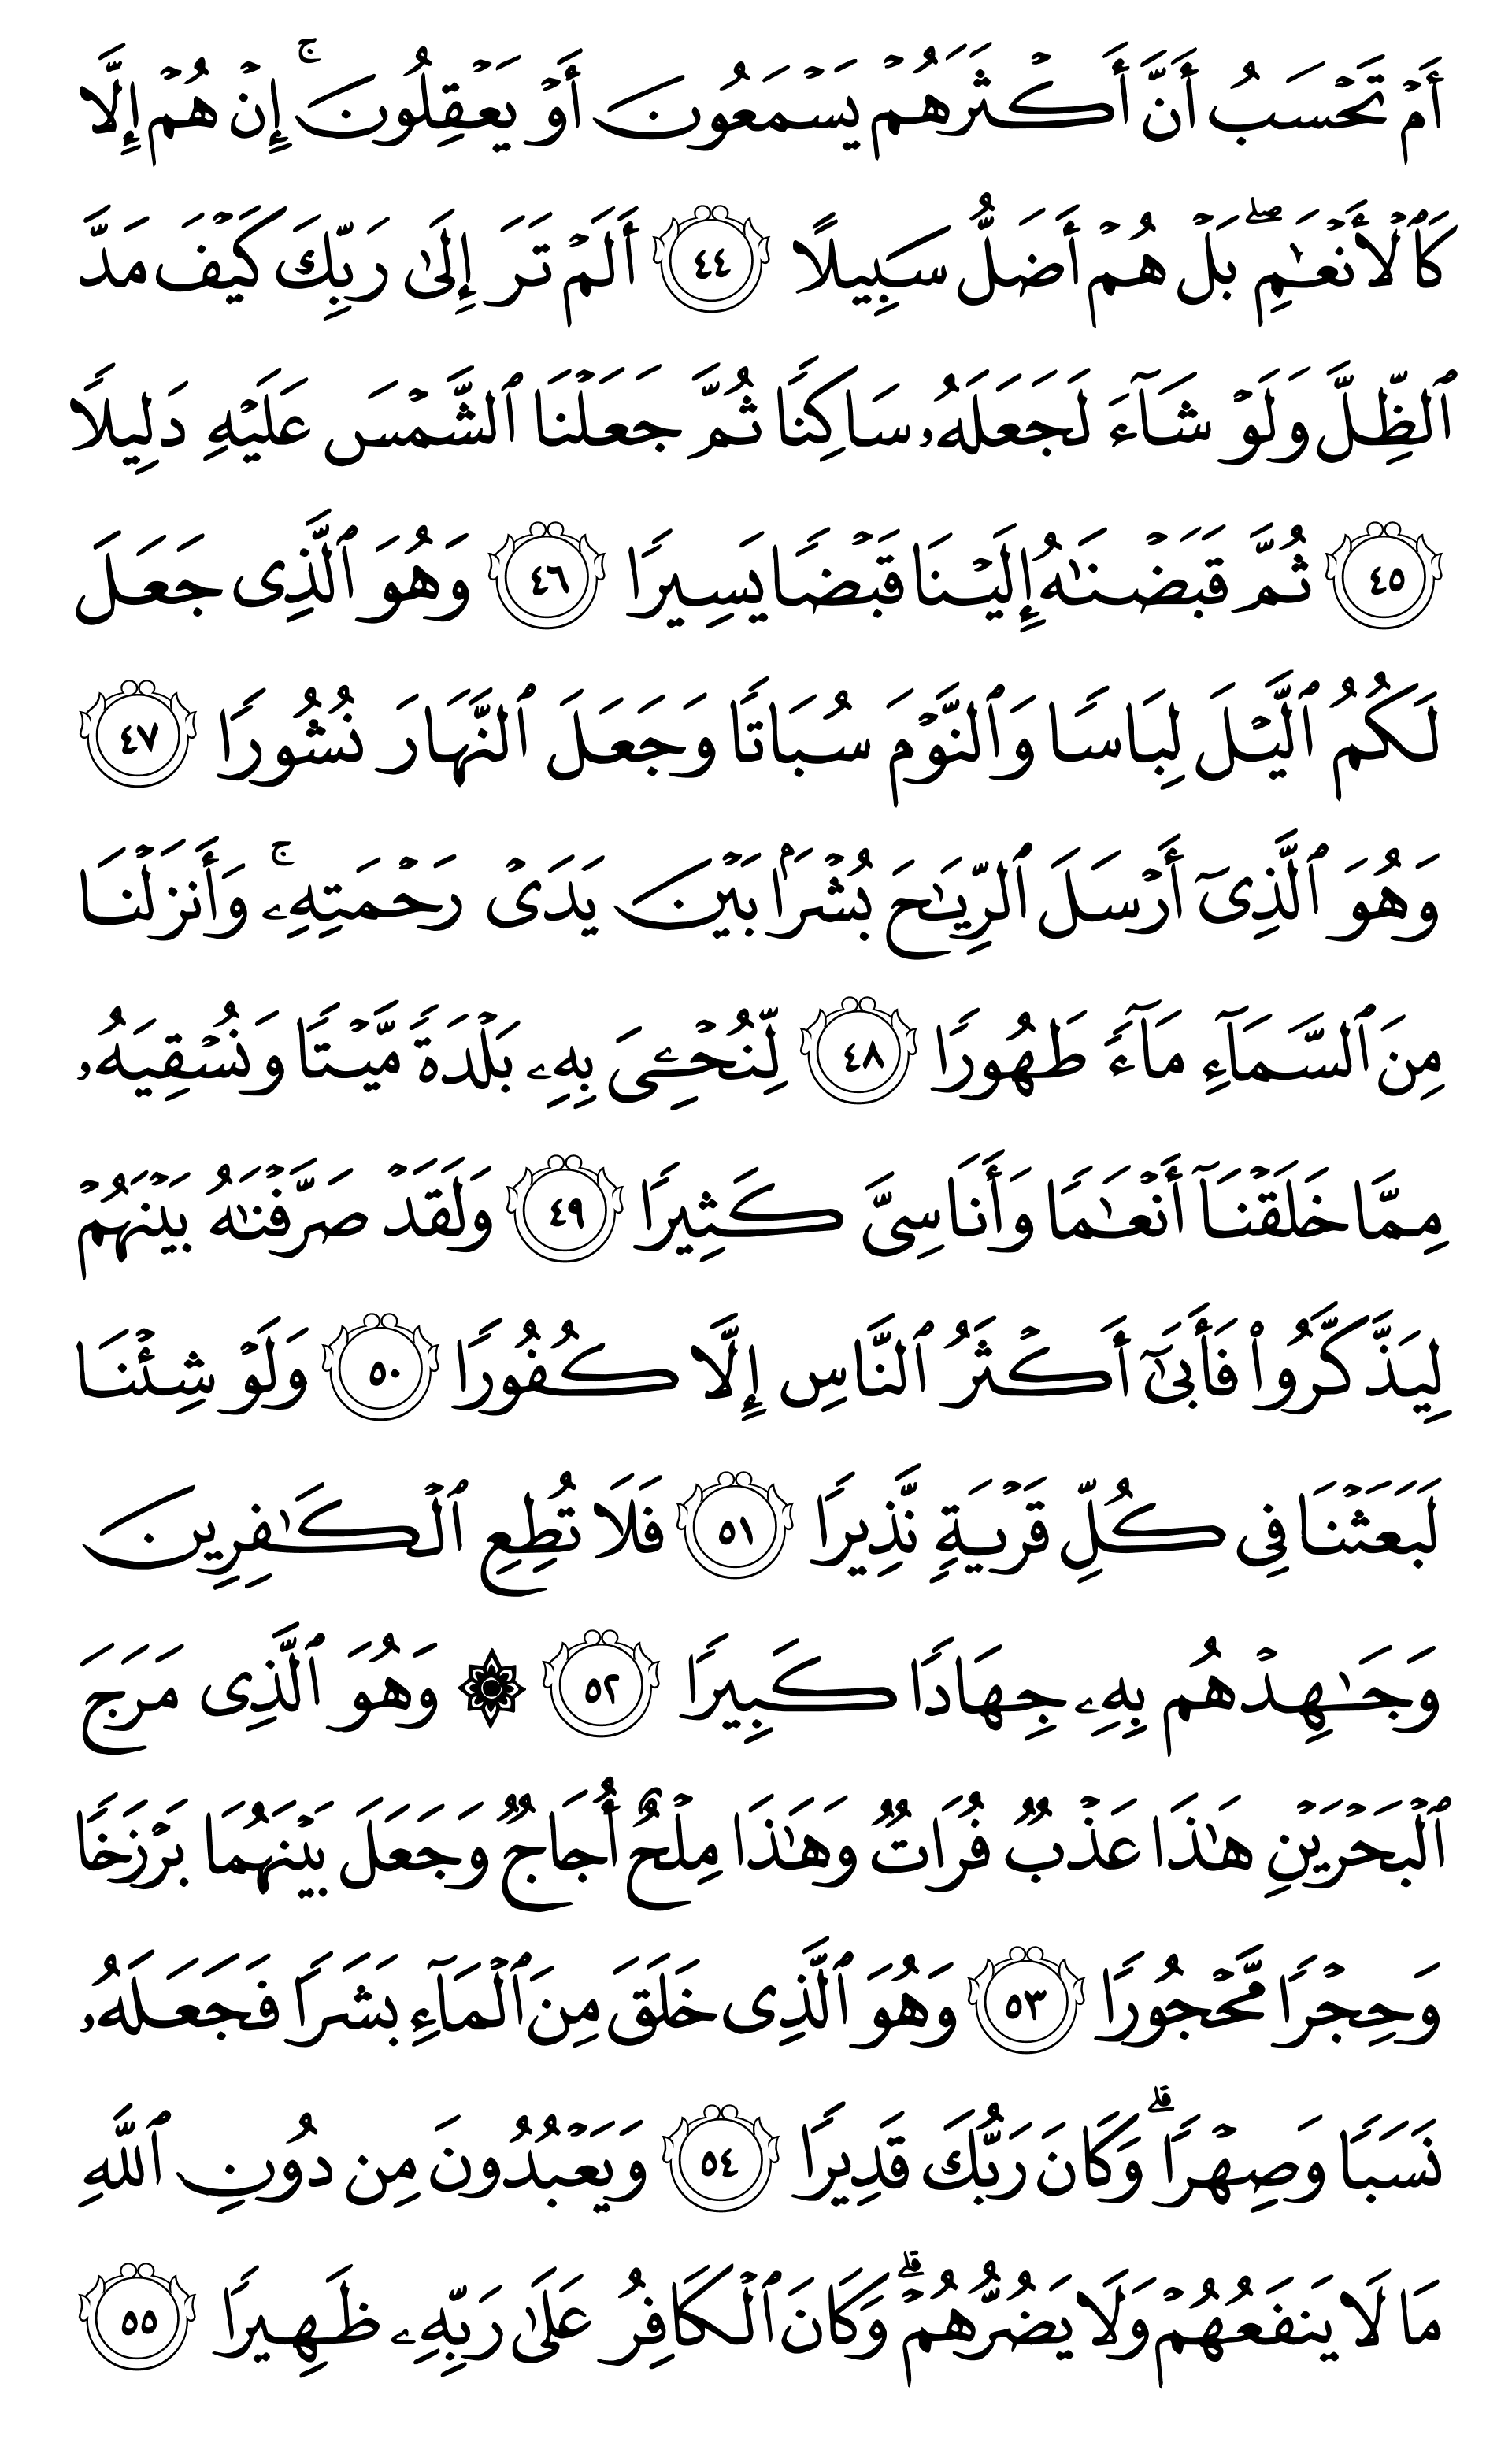 أَمۡ تَحۡسَبُ أَنَّ أَكۡثَرَهُمۡ يَسۡمَعُونَ أَوۡ يَعۡقِلُونَۚ إِنۡ هُمۡ إِلَّا
كَٱلۡأَنۡعَٰمِ بَلۡ هُمۡ أَضَلُّ سَبِيلًا ٤٤ أَلَمۡ تَرَ إِلَىٰ رَبِّكَ كَيۡفَ مَدَّ
ٱلظِّلَّ وَلَوۡ شَآءَ لَجَعَلَهُۥ سَاكِنٗا ثُمَّ جَعَلۡنَا ٱلشَّمۡسَ عَلَيۡهِ دَلِيلٗا
٤٥ ثُمَّ قَبَضۡنَٰهُ إِلَيۡنَا قَبۡضٗا يَسِيرٗا ٤٦ وَهُوَ ٱلَّذِي جَعَلَ
لَكُمُ ٱلَّيۡلَ لِبَاسٗا وَٱلنَّوۡمَ سُبَاتٗا وَجَعَلَ ٱلنَّهَارَ نُشُورٗا ٤٧
وَهُوَ ٱلَّذِيٓ أَرۡسَلَ ٱلرِّيَٰحَ بُشۡرَۢا بَيۡنَ يَدَيۡ رَحۡمَتِهِۦۚ وَأَنزَلۡنَا
مِنَ ٱلسَّمَآءِ مَآءٗ طَهُورٗا ٤٨ لِّنُحۡـِۧيَ بِهِۦ بَلۡدَةٗ مَّيۡتٗا وَنُسۡقِيَهُۥ
مِمَّا خَلَقۡنَآ أَنۡعَٰمٗا وَأَنَاسِيَّ كَثِيرٗا ٤٩ وَلَقَدۡ صَرَّفۡنَٰهُ بَيۡنَهُمۡ
لِيَذَّكَّرُواْ فَأَبَىٰٓ أَكۡثَرُ ٱلنَّاسِ إِلَّا كُفُورٗا ٥٠ وَلَوۡ شِئۡنَا
لَبَعَثۡنَا فِي كُلِّ قَرۡيَةٖ نَّذِيرٗا ٥١ فَلَا تُطِعِ ٱلۡكَٰفِرِينَ
وَجَٰهِدۡهُم بِهِۦ جِهَادٗا كَبِيرٗا ٥٢ ۞ وَهُوَ ٱلَّذِي مَرَجَ
ٱلۡبَحۡرَيۡنِ هَٰذَا عَذۡبٞ فُرَاتٞ وَهَٰذَا مِلۡحٌ أُجَاجٞ وَجَعَلَ بَيۡنَهُمَا بَرۡزَخٗا
وَحِجۡرٗا مَّحۡجُورٗا ٥٣ وَهُوَ ٱلَّذِي خَلَقَ مِنَ ٱلۡمَآءِ بَشَرٗا فَجَعَلَهُۥ
نَسَبٗا وَصِهۡرٗاۗ وَكَانَ رَبُّكَ قَدِيرٗا ٥٤ وَيَعۡبُدُونَ مِن دُونِ ٱللَّهِ
مَا لَا يَنفَعُهُمۡ وَلَا يَضُرُّهُمۡۗ وَكَانَ ٱلۡكَافِرُ عَلَىٰ رَبِّهِۦ ظَهِيرٗا ٥٥